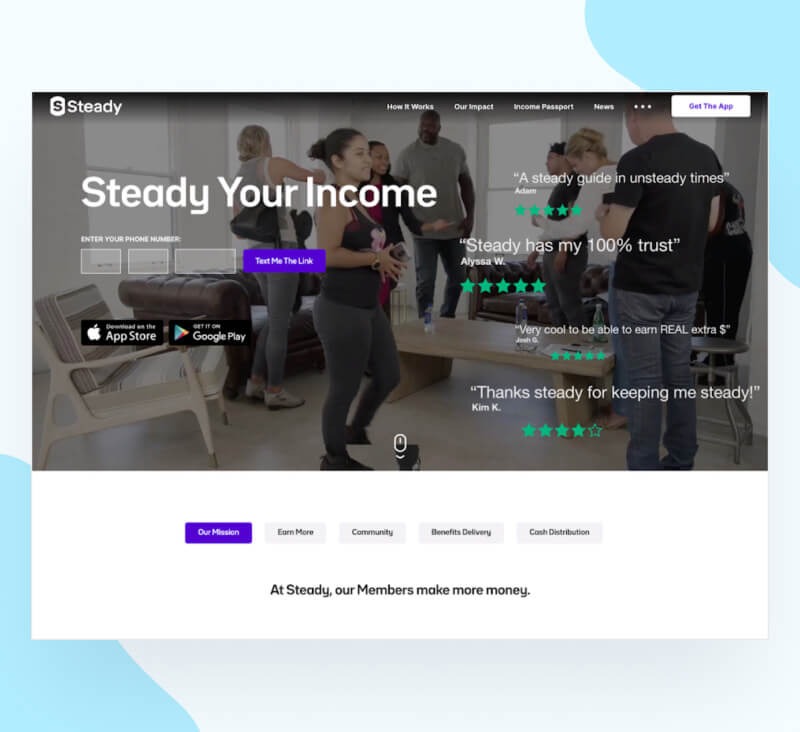 Steady
How It Works
Our Impact
Income Passport
News
Get The App
Steady Your Income
ENTER YOUR PHONE NUMBER:
Text Me The Link
Download on the
App Store
GET IT ON
Google Play
“A steady guide in unsteady times”
Adam
“Steady has my 100% trust”
Alyssa W.
“Very cool to be able to earn REAL extra $”
Josh G.
“Thanks steady for keeping me steady!”
Kim K.
Our Mission
Earn More
Community
Benefits Delivery
Cash Distribution
At Steady, our Members make more money.